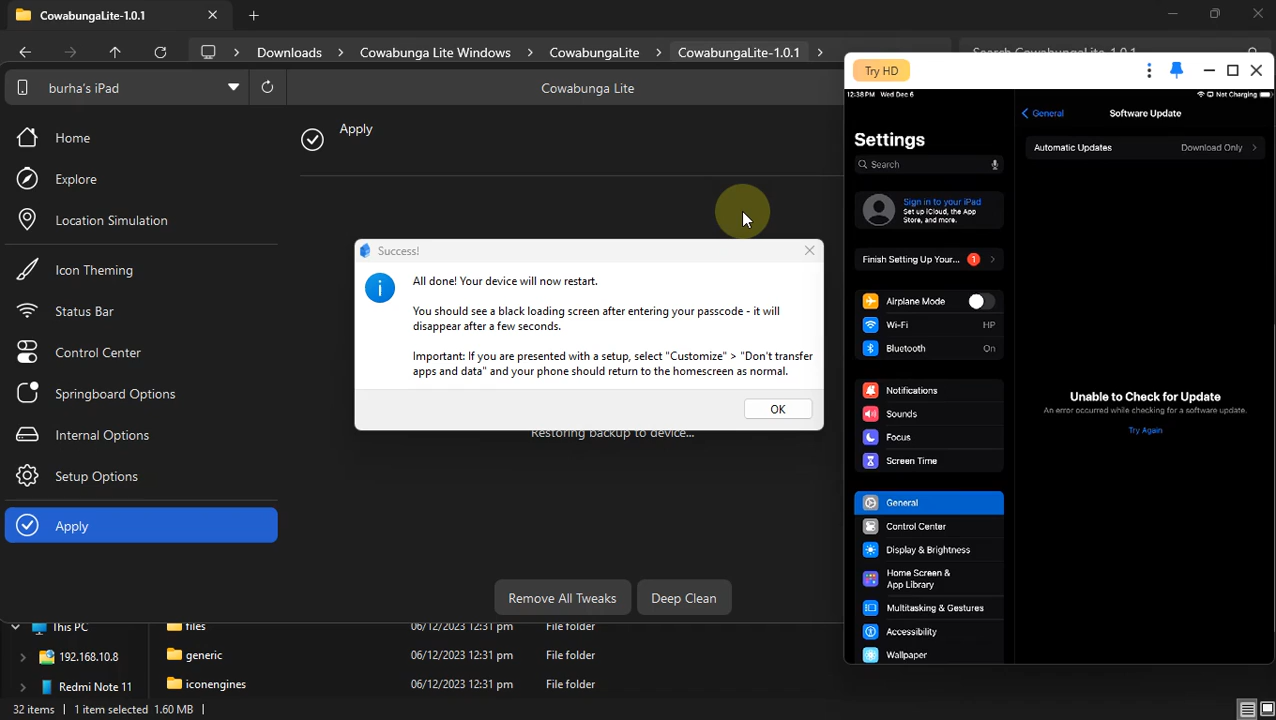 CowabungaLite-1.0.1
Downloads
Cowabunga Lite Windows
CowabungaLite
CowabungaLite-1.0.1
burha's iPad
Cowabunga Lite
Home
Explore
Location Simulation
Icon Theming
Status Bar
Control Center
Springboard Options
Internal Options
Setup Options
Apply
Apply
Success!
All done! Your device will now restart.
You should see a black loading screen after entering your passcode - it will
disappear after a few seconds.
Important: If you are presented with a setup, select "Customize" > "Don't transfer
apps and data" and your phone should return to the homescreen as normal.
OK
Restoring backup to device...
Remove All Tweaks
Deep Clean
This PC
192.168.10.8
Redmi Note 11
files 06/12/2023 12:31 pm File folder
generic 06/12/2023 12:31 pm File folder
iconengines 06/12/2023 12:31 pm File folder
32 items
1 item selected 1.60 MB
Try HD
12:38 PM Wed Dec 6
Not Charging
Settings
Search
Sign in to your iPad
Set up iCloud, the App
Store, and more.
Finish Setting Up Your... 1
Airplane Mode
Wi-Fi HP
Bluetooth On
Notifications
Sounds
Focus
Screen Time
General
Control Center
Display & Brightness
Home Screen &
App Library
Multitasking & Gestures
Accessibility
Wallpaper
General
Software Update
Automatic Updates Download Only
Unable to Check for Update
An error occurred while checking for a software update.
Try Again